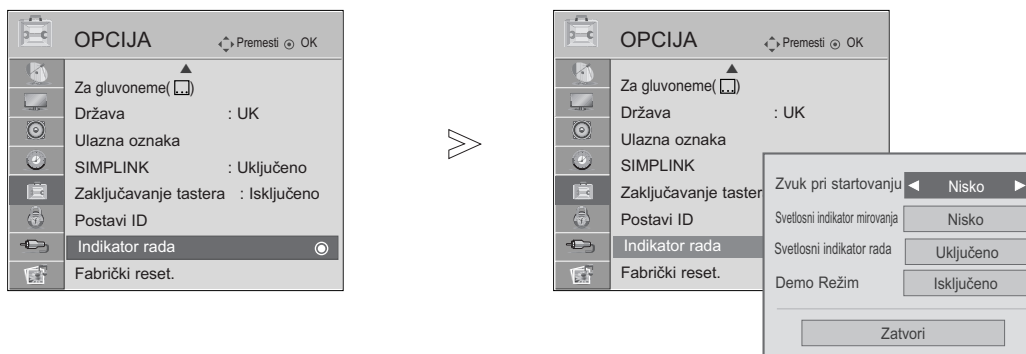 OPCIJA Premesti OK
Za gluvoneme( )
Država : UK
Ulazna oznaka
SIMPLINK : Uključeno
Zaključavanje tastera : Isključeno
Postavi ID
Indikator rada
Fabrički reset.
OPCIJA Premesti OK
Za gluvoneme( )
Država : UK
Ulazna oznaka
SIMPLINK
Zaključavanje taster
Postavi ID
Indikator rada
Fabrički reset.
Zvuk pri startovanju ◄ Nisko ►
Svetlosni indikator mirovanja Nisko
Svetlosni indikator rada Uključeno
Demo Režim Isključeno
Zatvori